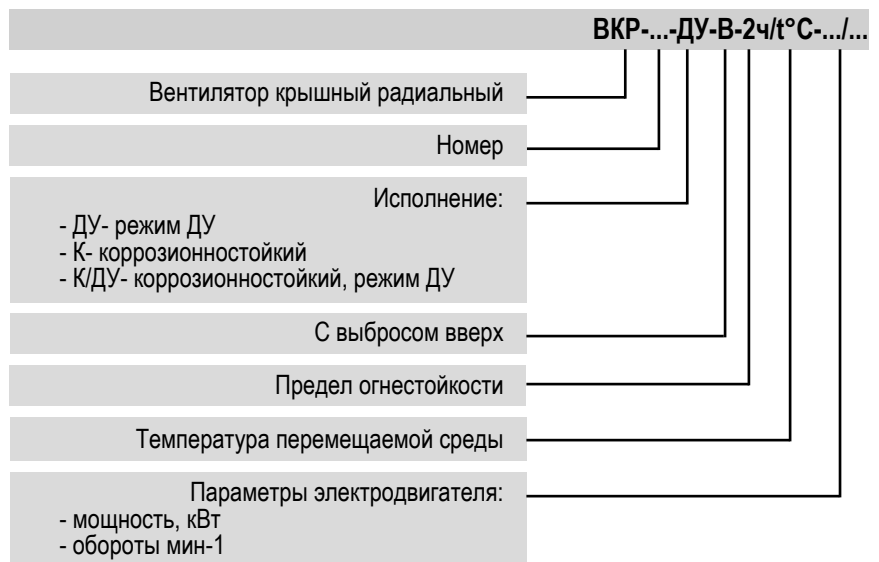 ВКР-...-ДУ-В-2ч/t°С-.../...
Вентилятор крышный радиальный
Номер
Исполнение:
- ДУ- режим ДУ
- К- коррозионностойкий
- К/ДУ- коррозионностойкий, режим ДУ
С выбросом вверх
Предел огнестойкости
Температура перемещаемой среды
Параметры электродвигателя:
- мощность, кВт
- обороты мин-1